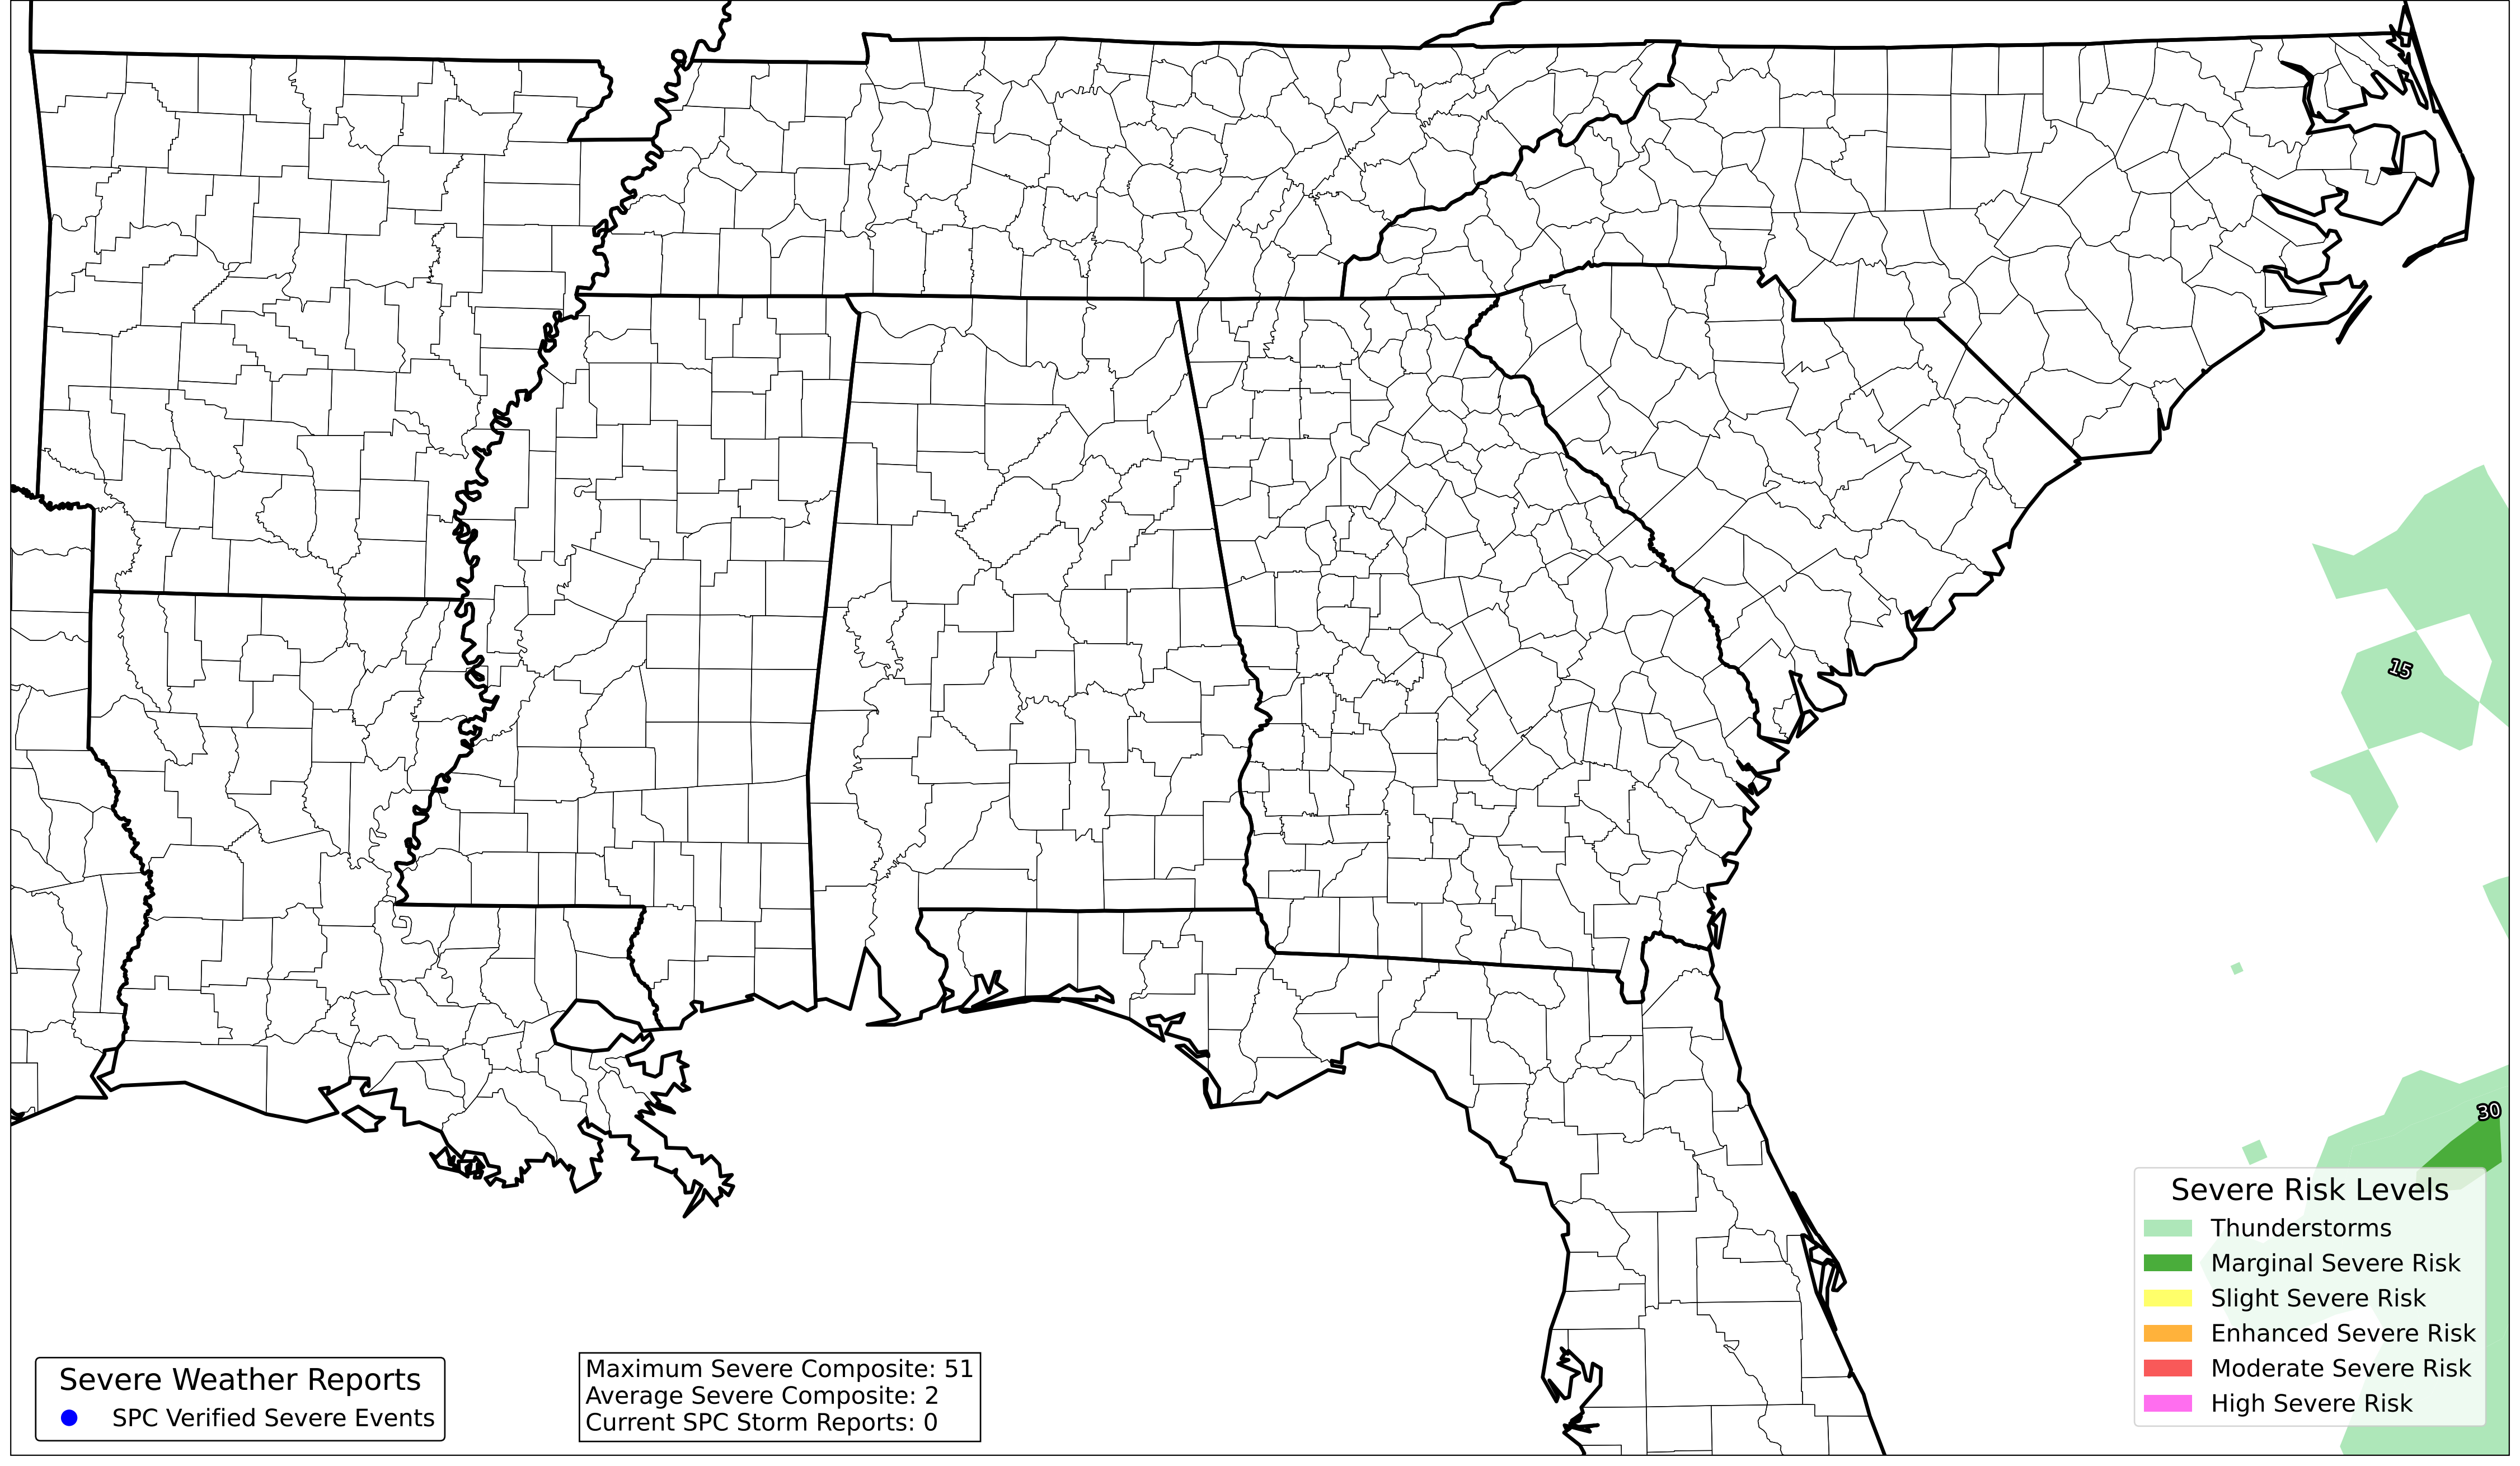 15
30
Severe Risk Levels
Thunderstorms
Marginal Severe Risk
Slight Severe Risk
Enhanced Severe Risk
Moderate Severe Risk
High Severe Risk
Severe Weather Reports
SPC Verified Severe Events
Maximum Severe Composite: 51
Average Severe Composite: 2
Current SPC Storm Reports: 0